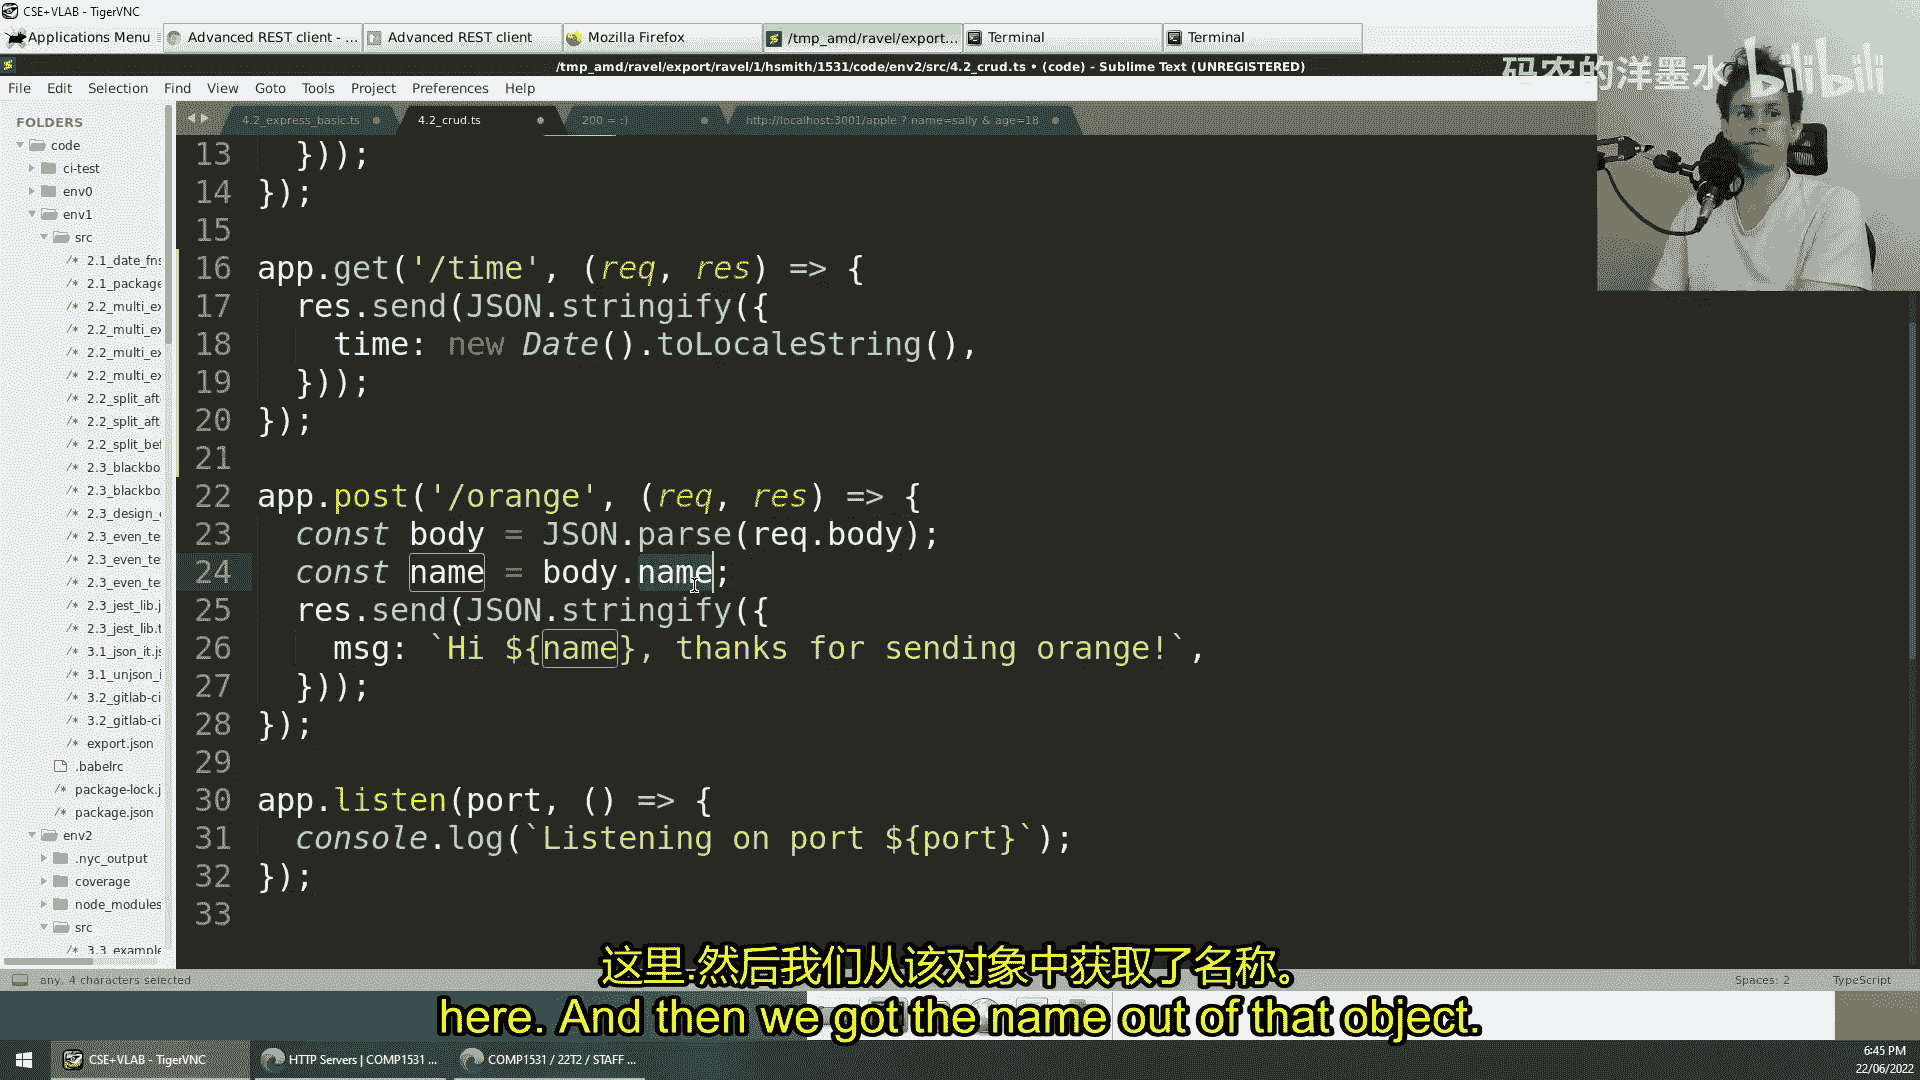 CSE+VLAB - TigerVNC
Applications Menu
Advanced REST client - ...
Advanced REST client
Mozilla Firefox
/tmp_amd/ravel/export...
Terminal
Terminal
/tmp_amd/ravel/export/ravel/1/hsmith/1531/code/env2/src/4.2_crud.ts • (code) - Sublime Text (UNREGISTERED)
码农的洋墨水 bilibili
File Edit Selection Find View Goto Tools Project Preferences Help
4.2_express_basic.ts
4.2_crud.ts
200 = :)
http://localhost:3001/apple ? name=sally & age=18
FOLDERS
code
ci-test
env0
env1
src
/* 2.1_date_fns
/* 2.1_package
/* 2.2_multi_ex
/* 2.2_multi_ex
/* 2.2_multi_ex
/* 2.2_multi_ex
/* 2.2_split_aft
/* 2.2_split_aft
/* 2.2_split_bef
/* 2.3_blackbo
/* 2.3_blackbo
/* 2.3_design_
/* 2.3_even_te
/* 2.3_even_te
/* 2.3_even_te
/* 2.3_jest_lib.j
/* 2.3_jest_lib.t
/* 3.1_json_it.js
/* 3.1_unjson_i
/* 3.2_gitlab-ci
/* 3.2_gitlab-ci
/* export.json
.babelrc
/* package-lock.j
/* package.json
env2
.nyc_output
coverage
node_modules
src
/* 3.3_example
13 }));
14 });
15
16 app.get('/time', (req, res) => {
17 res.send(JSON.stringify({
18 time: new Date().toLocaleString(),
19 }));
20 });
21
22 app.post('/orange', (req, res) => {
23 const body = JSON.parse(req.body);
24 const name = body.name;
25 res.send(JSON.stringify({
26 msg: `Hi ${name}, thanks for sending orange!`,
27 }));
28 });
29
30 app.listen(port, () => {
31 console.log(`Listening on port ${port}`);
32 });
33
这里.然后我们从该对象中获取了名称。
any, 4 characters selected
Spaces: 2
TypeScript
here. And then we got the name out of that object.
CSE+VLAB - TigerVNC
HTTP Servers | COMP1531 ...
COMP1531 / 22T2 / STAFF ...
6:45 PM
22/06/2022